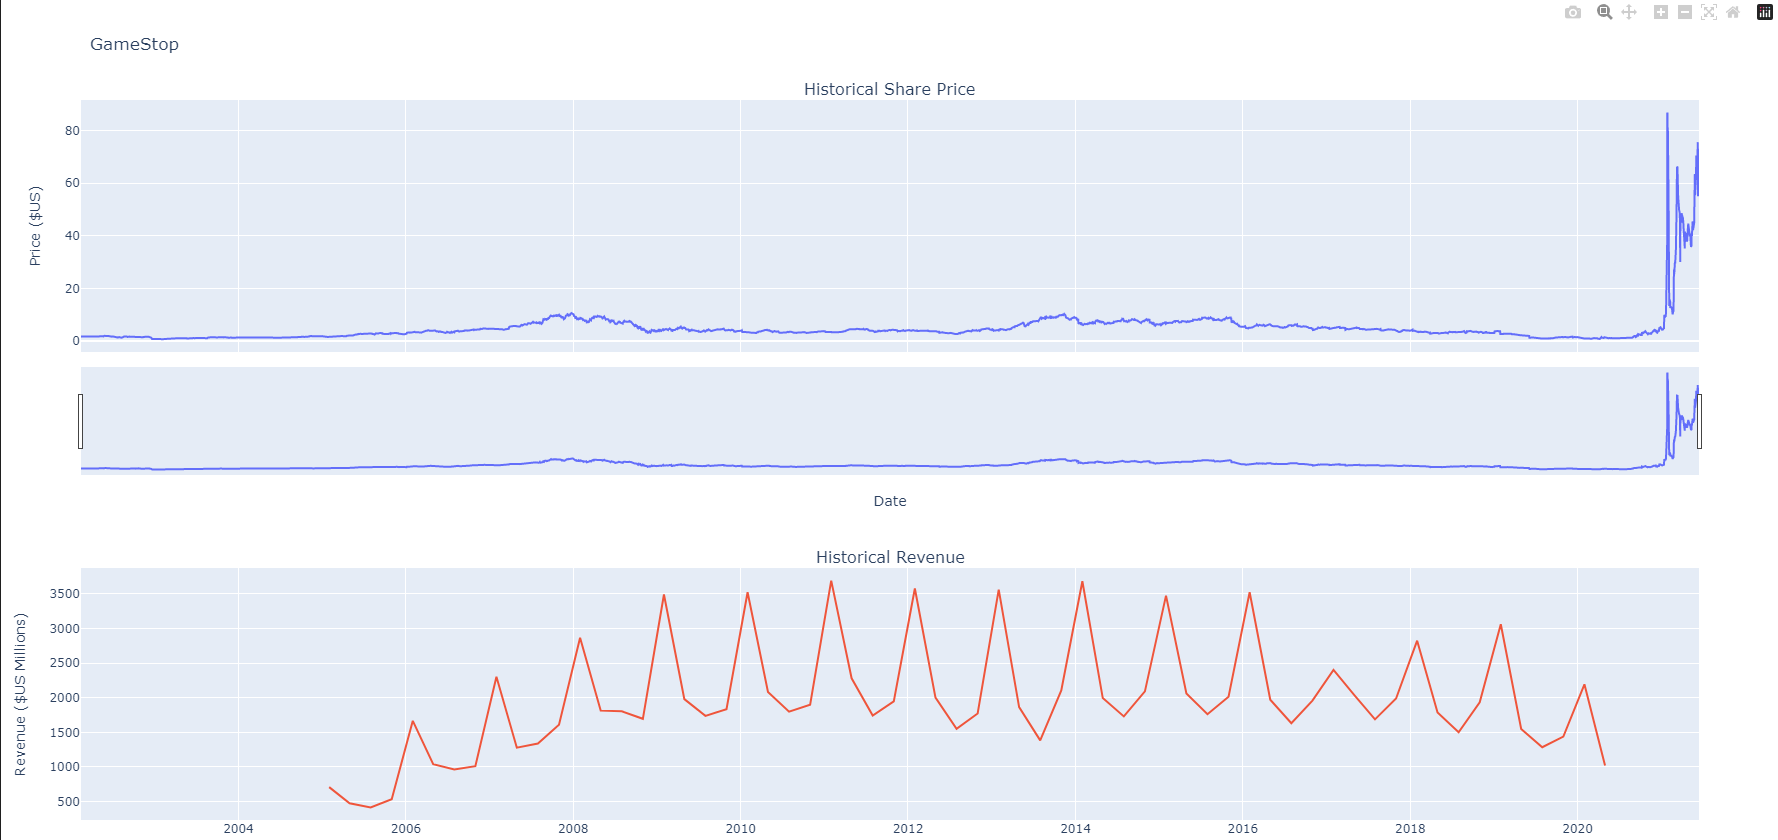 GameStop
Historical Share Price
80
60
40
20
0
Price ($US)
Date
Historical Revenue
3500
3000
2500
2000
1500
1000
500
Revenue ($US Millions)
2004 2006 2008 2010 2012 2014 2016 2018 2020